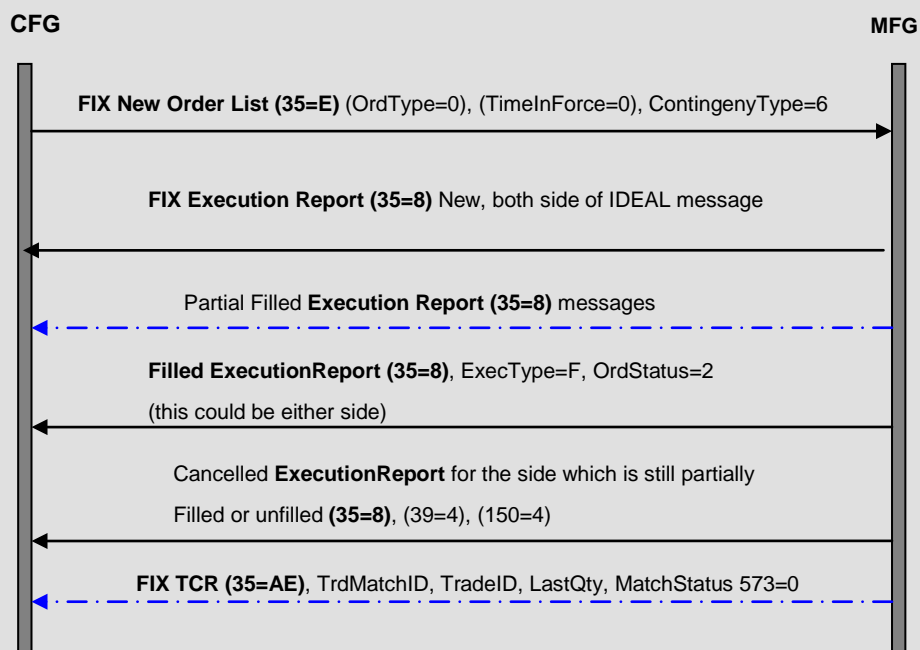 CFG
MFG
FIX New Order List (35=E) (OrdType=0), (TimeInForce=0), ContingenyType=6
FIX Execution Report (35=8) New, both side of IDEAL message
Partial Filled Execution Report (35=8) messages
Filled ExecutionReport (35=8), ExecType=F, OrdStatus=2
(this could be either side)
Cancelled ExecutionReport for the side which is still partially
Filled or unfilled (35=8), (39=4), (150=4)
FIX TCR (35=AE), TrdMatchID, TradeID, LastQty, MatchStatus 573=0